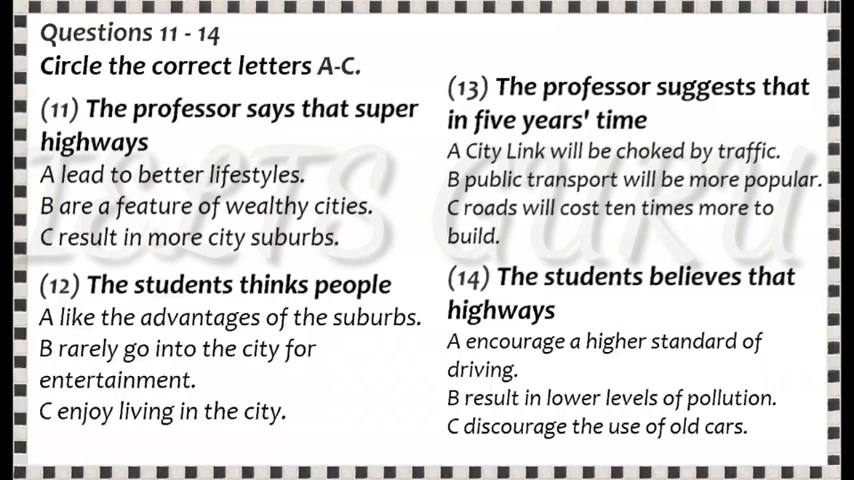 Questions 11 - 14
Circle the correct letters A-C.
(11) The professor says that super
highways
A lead to better lifestyles.
B are a feature of wealthy cities.
C result in more city suburbs.
(12) The students thinks people
A like the advantages of the suburbs.
B rarely go into the city for
entertainment.
C enjoy living in the city.
(13) The professor suggests that
in five years' time
A City Link will be choked by traffic.
B public transport will be more popular.
C roads will cost ten times more to
build.
(14) The students believes that
highways
A encourage a higher standard of
driving.
B result in lower levels of pollution.
C discourage the use of old cars.
IELTS GURU